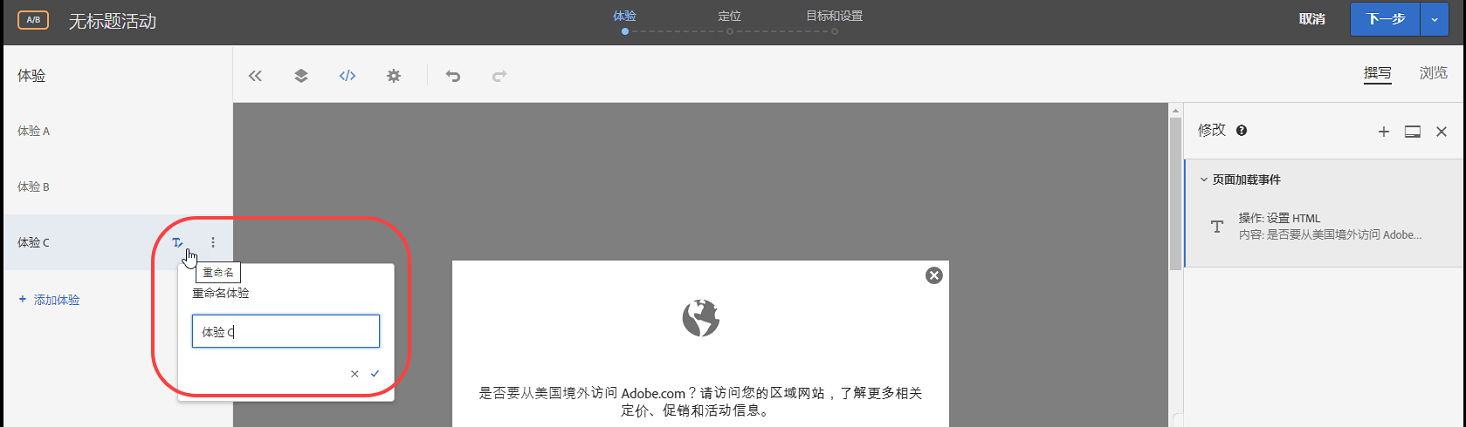 A/B
无标题活动
体验
定位
目标和设置
取消
下一步
体验
撰写
浏览
体验 A
体验 B
体验 C
重命名
重命名体验
体验 C
+ 添加体验
修改
页面加载事件
操作: 设置 HTML
内容: 是否要从美国境外访问 Adobe...
是否要从美国境外访问 Adobe.com？请访问您的区域网站，了解更多相关
定价、促销和活动信息。